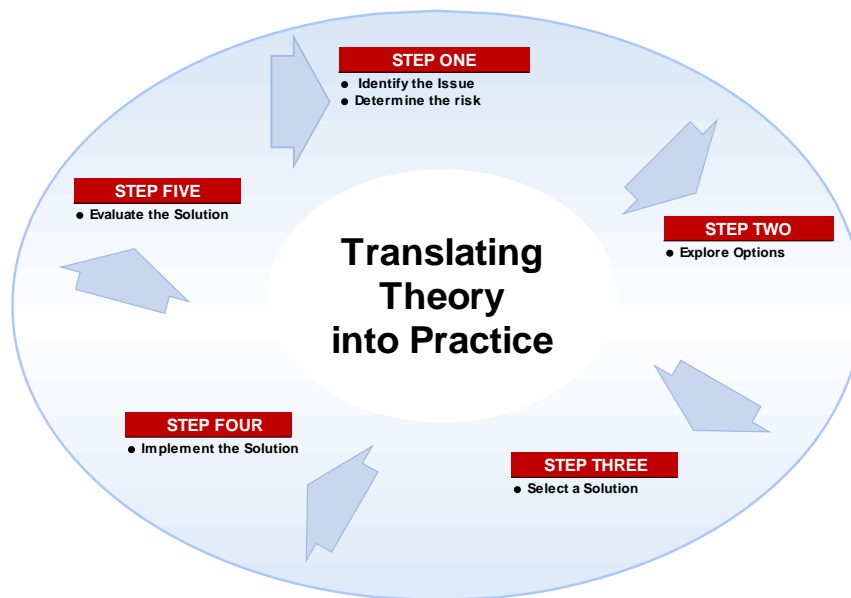 STEP ONE
● Identify the Issue
● Determine the risk
STEP TWO
● Explore Options
STEP THREE
● Select a Solution
STEP FOUR
● Implement the Solution
STEP FIVE
● Evaluate the Solution
Translating
Theory
into Practice